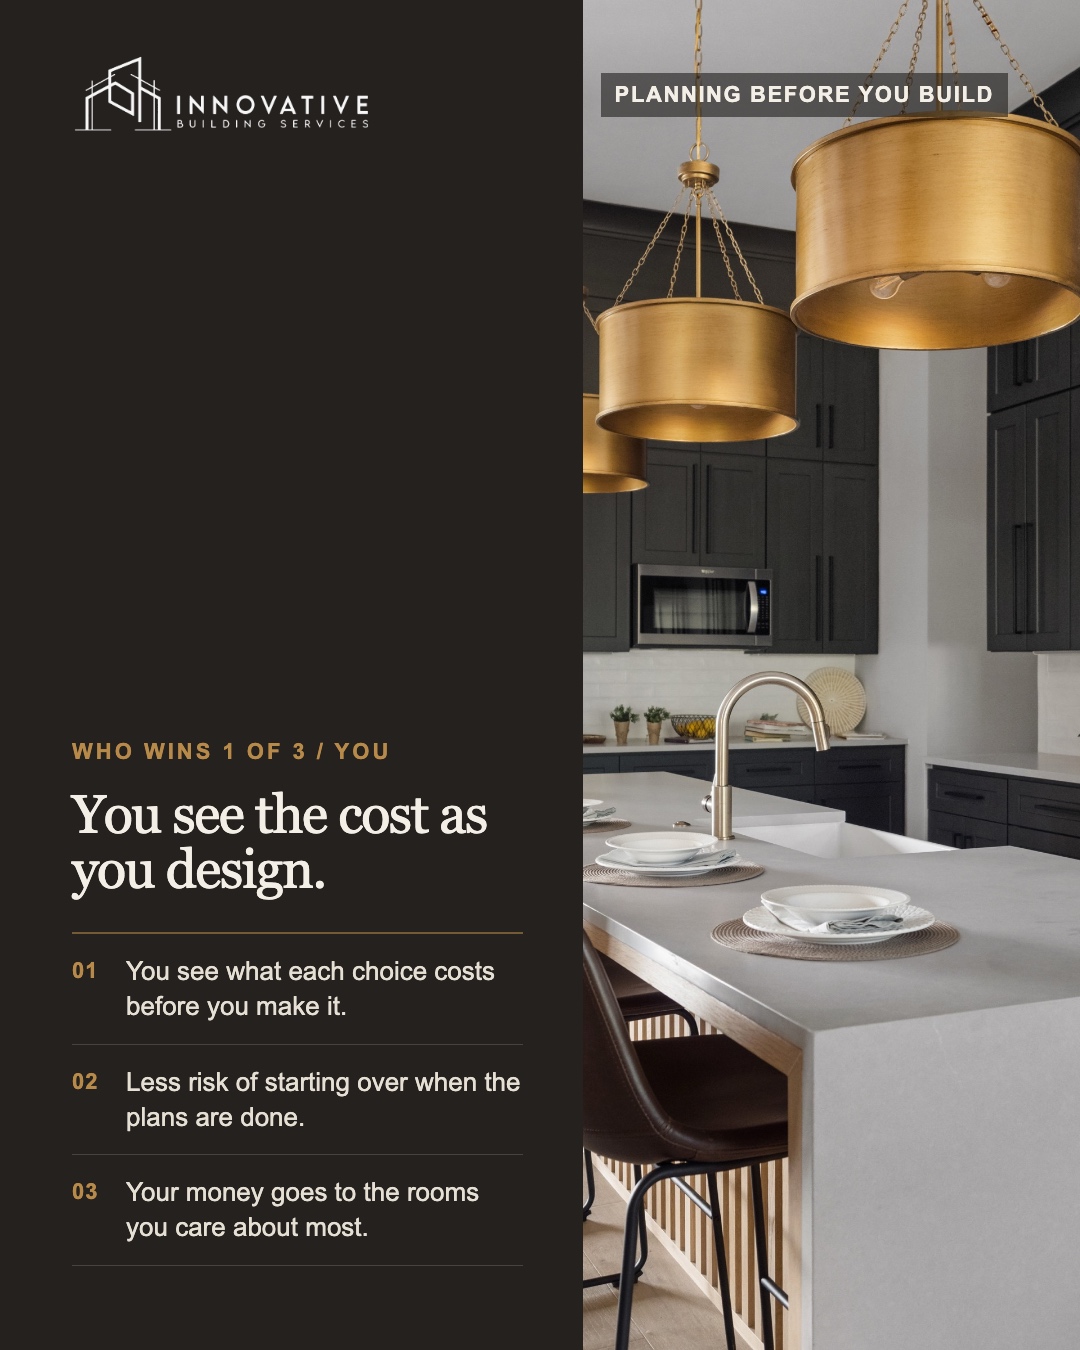 INNOVATIVE
BUILDING SERVICES
PLANNING BEFORE YOU BUILD
WHO WINS 1 OF 3 / YOU
You see the cost as
you design.
01 You see what each choice costs
before you make it.
02 Less risk of starting over when the
plans are done.
03 Your money goes to the rooms
you care about most.